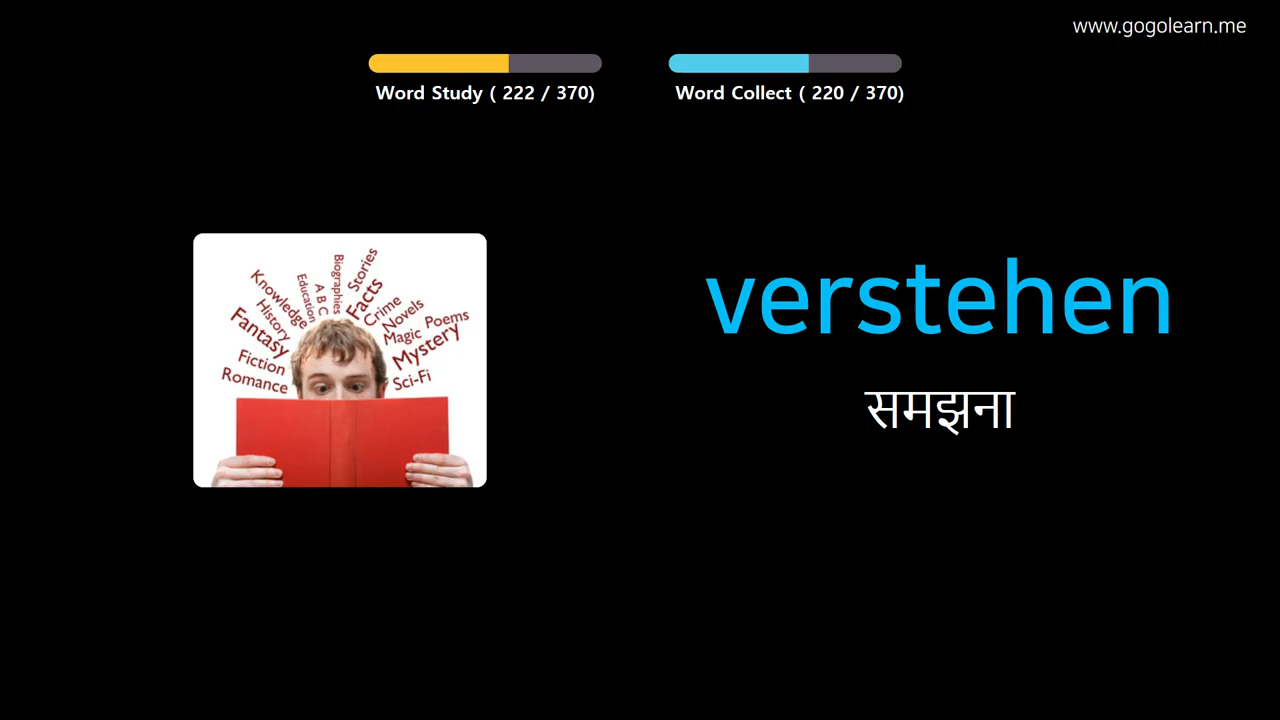 www.gogolearn.me
Word Study ( 222 / 370)
Word Collect ( 220 / 370)
verstehen
समझना
Knowledge
History
Fantasy
Fiction
Romance
Education
A B C
Biographies
Stories
Facts
Crime
Novels
Magic
Poems
Mystery
Sci-Fi